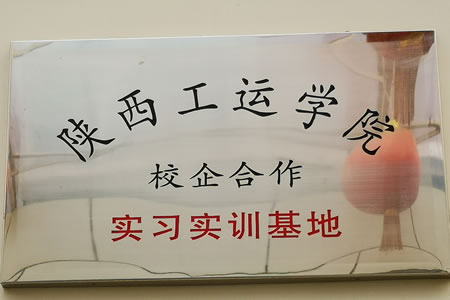 陕西工运学院
校企合作
实习实训基地